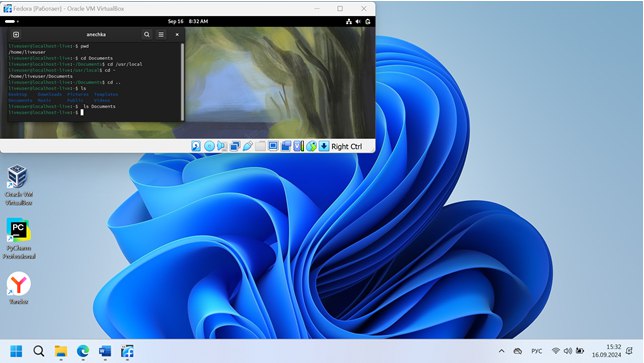 Fedora [Работает] - Oracle VM VirtualBox
Sep 16 8:32 AM
anechka
liveuser@localhost-live:~$ pwd
/home/liveuser
liveuser@localhost-live:~$ cd Documents
liveuser@localhost-live:~/Documents$ cd /usr/local
liveuser@localhost-live:/usr/local$ cd -
/home/liveuser/Documents
liveuser@localhost-live:~/Documents$ cd ..
liveuser@localhost-live:~$ ls
Desktop Downloads Pictures Templates
Documents Music Public Videos
liveuser@localhost-live:~$ ls Documents
liveuser@localhost-live:~$
Right Ctrl
Oracle VM
VirtualBox
PC
PyCharm
Professional
Y
Yandex
W
РУС
15:32
16.09.2024